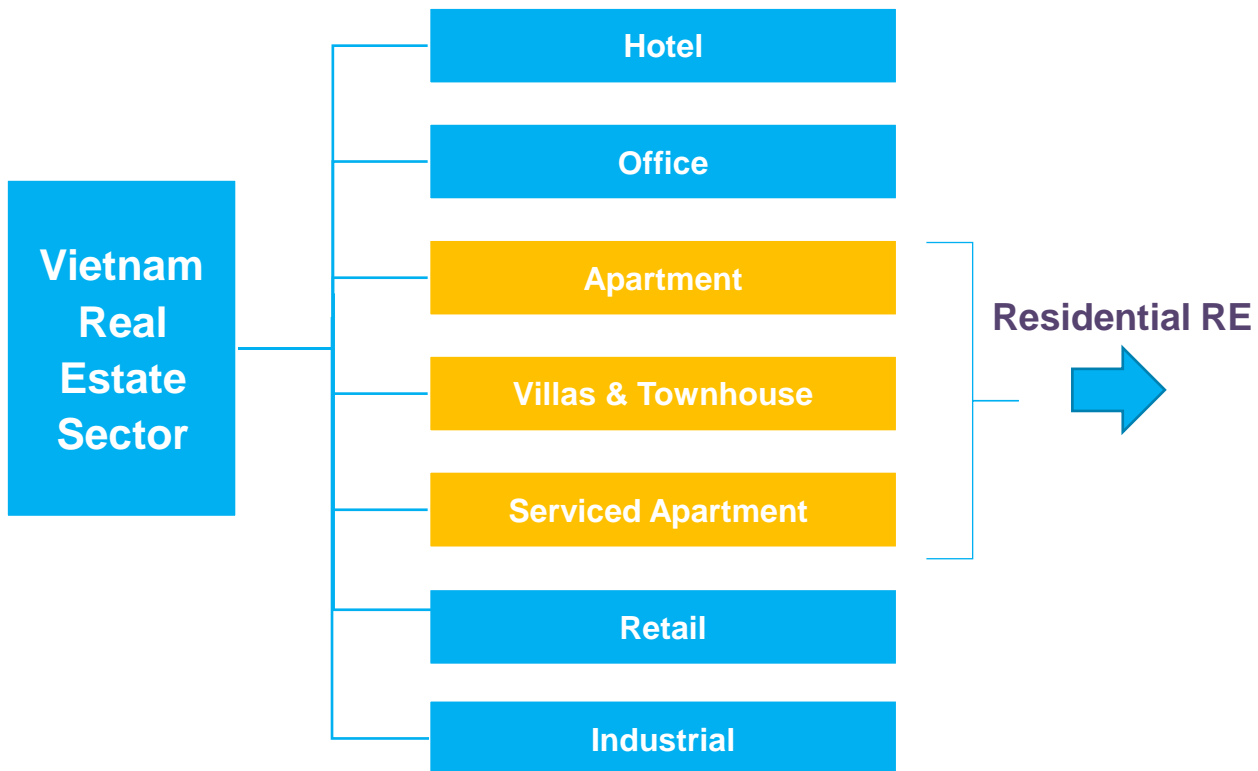 Vietnam
Real
Estate
Sector
Hotel
Office
Apartment
Villas & Townhouse
Serviced Apartment
Retail
Industrial
Residential RE